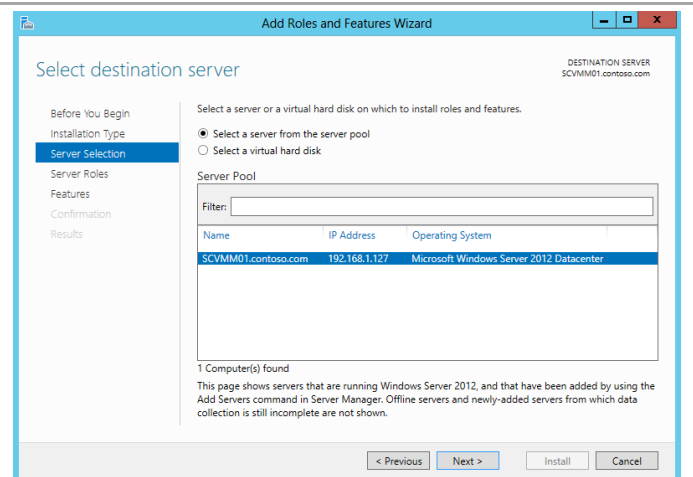 Add Roles and Features Wizard
Select destination server
DESTINATION SERVER
SCVMM01.contoso.com
Before You Begin
Installation Type
Server Selection
Server Roles
Features
Confirmation
Results
Select a server or a virtual hard disk on which to install roles and features.
Select a server from the server pool
Select a virtual hard disk
Server Pool
Filter:
Name IP Address Operating System
SCVMM01.contoso.com 192.168.1.127 Microsoft Windows Server 2012 Datacenter
1 Computer(s) found
This page shows servers that are running Windows Server 2012, and that have been added by using the
Add Servers command in Server Manager. Offline servers and newly-added servers from which data
collection is still incomplete are not shown.
< Previous Next > Install Cancel